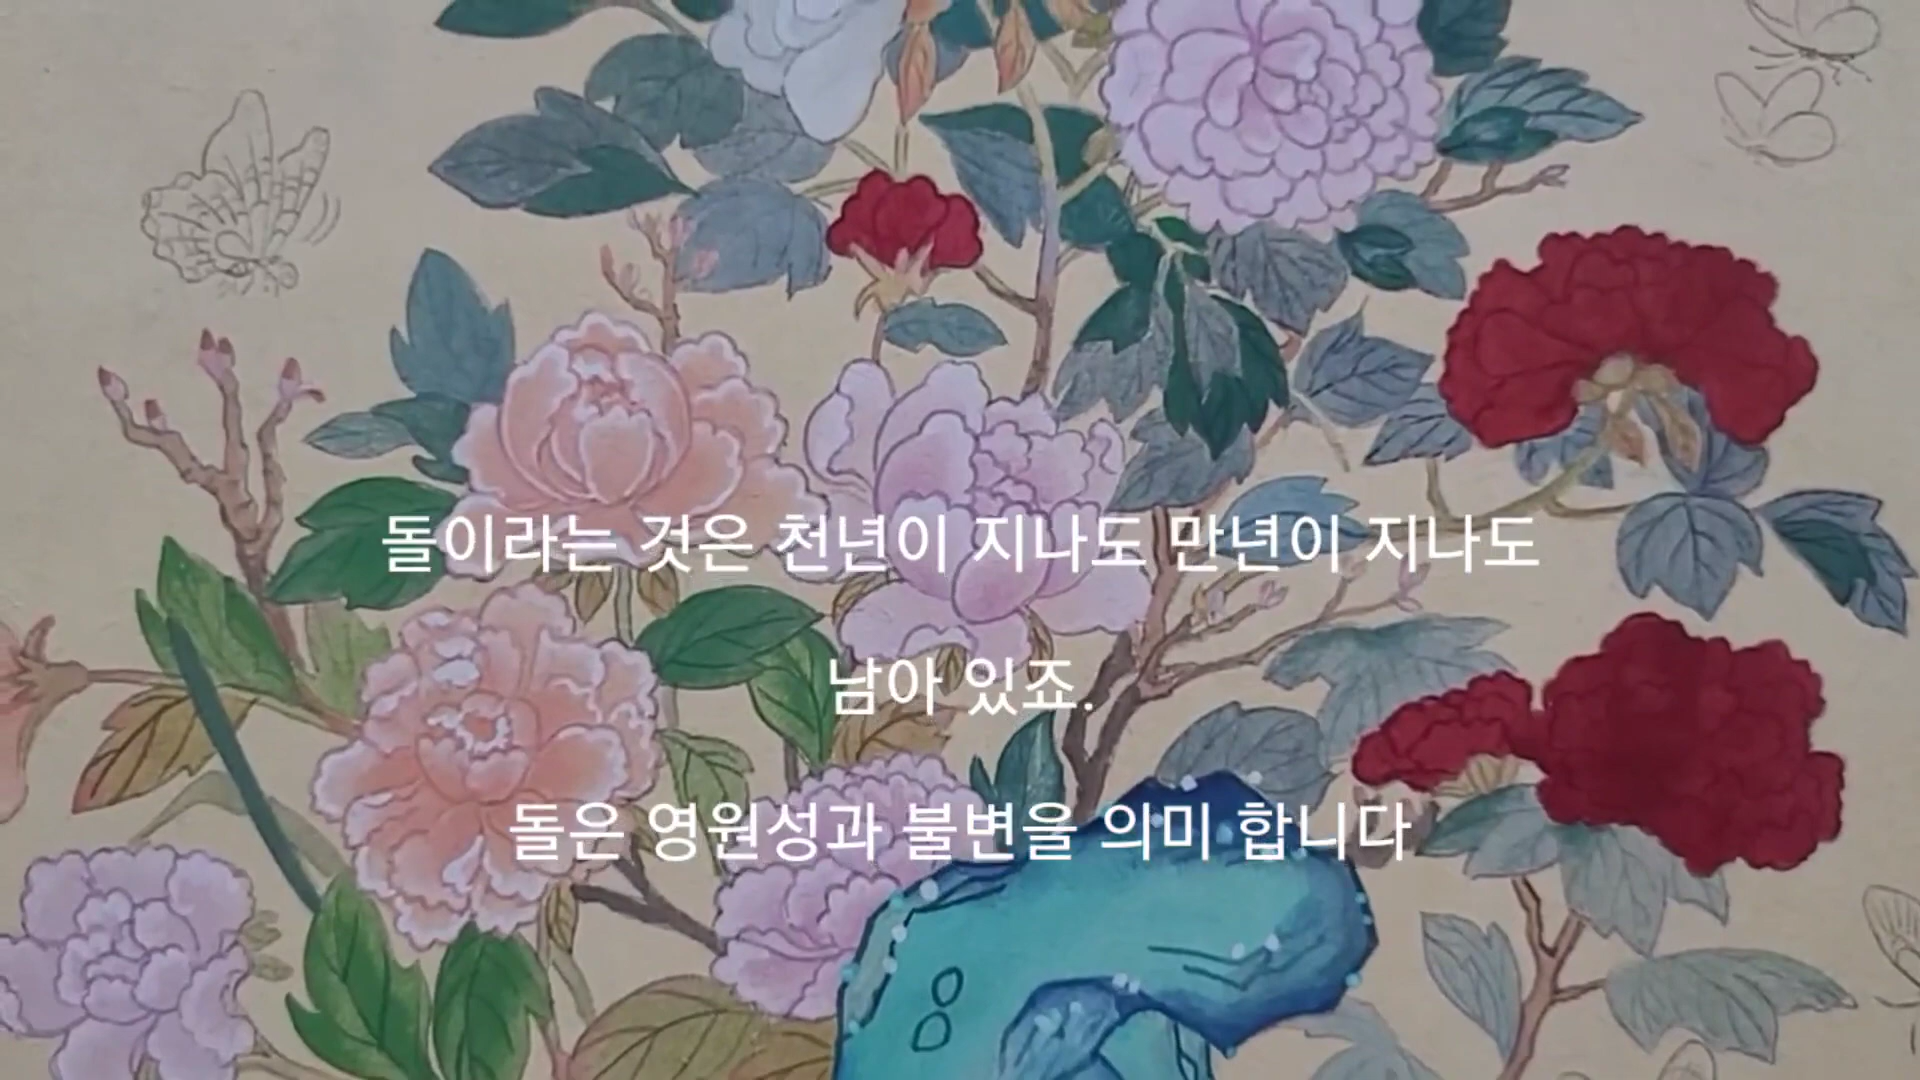 돌이라는 것은 천년이 지나도 만년이 지나도
남아 있죠.
돌은 영원성과 불변을 의미 합니다